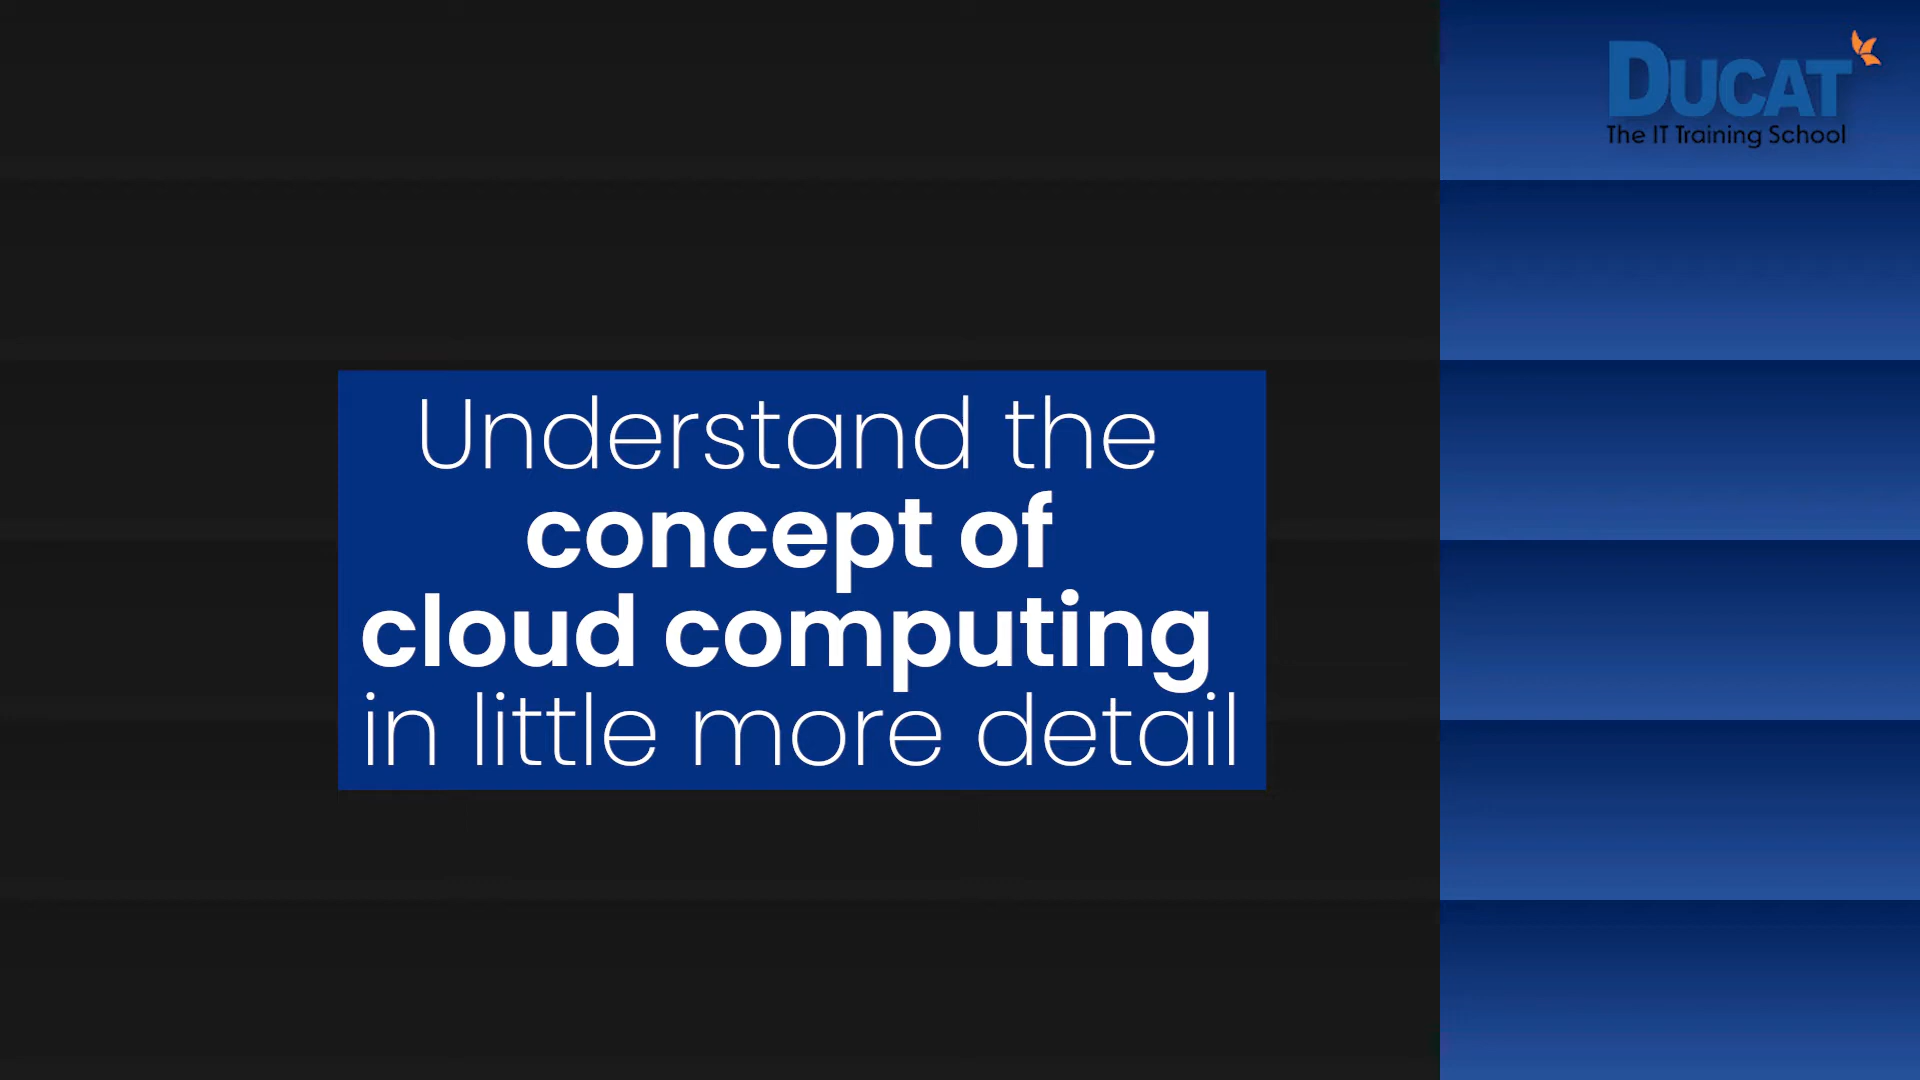 DUCAT
The IT Training School
Understand the
concept of
cloud computing
in little more detail